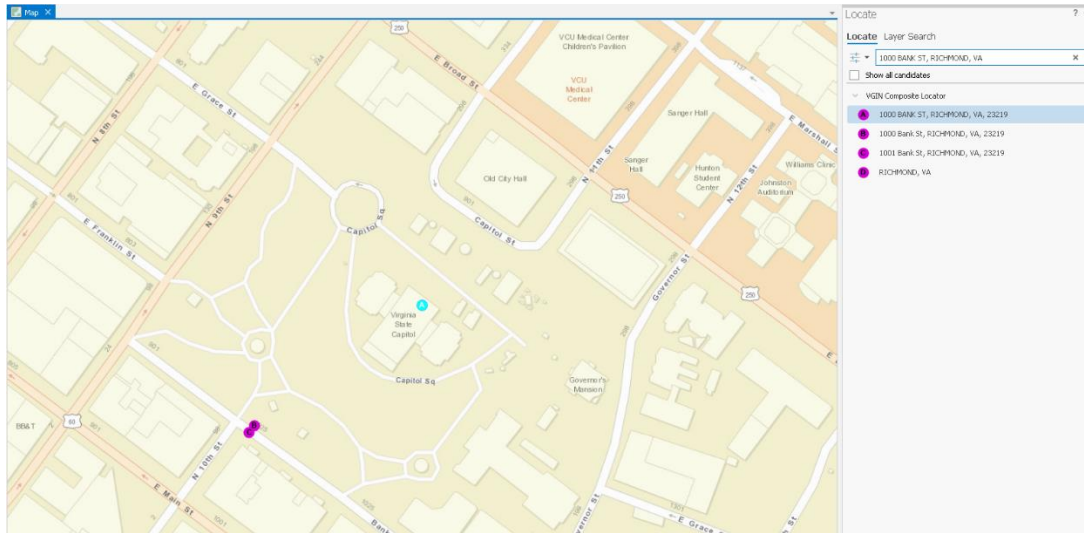 Map
Locate
Locate Layer Search
1000 BANK ST, RICHMOND, VA
Show all candidates
VGIN Composite Locator
A 1000 BANK ST, RICHMOND, VA, 23219
B 1000 Bank St, RICHMOND, VA, 23219
C 1001 Bank St, RICHMOND, VA, 23219
D RICHMOND, VA
250
VCU Medical Center
Children's Pavilion
VCU
Medical
Center
E Broad St
E Grace St
N 8th St
N 9th St
Sanger Hall
E Marshall S
Sanger
Hall
Hunton
Student
Center
N 12th St
Williams Clinic
Johnston
Auditorium
N 11th St
Old City Hall
250
Capitol St
Capitol Sq
E Franklin St
Governor St
250
A
Virginia
State
Capitol
Capitol Sq
Governor's
Mansion
BB&T
60
B
C
N 10th St
E Main St
Bank
E Grace S
overnor St